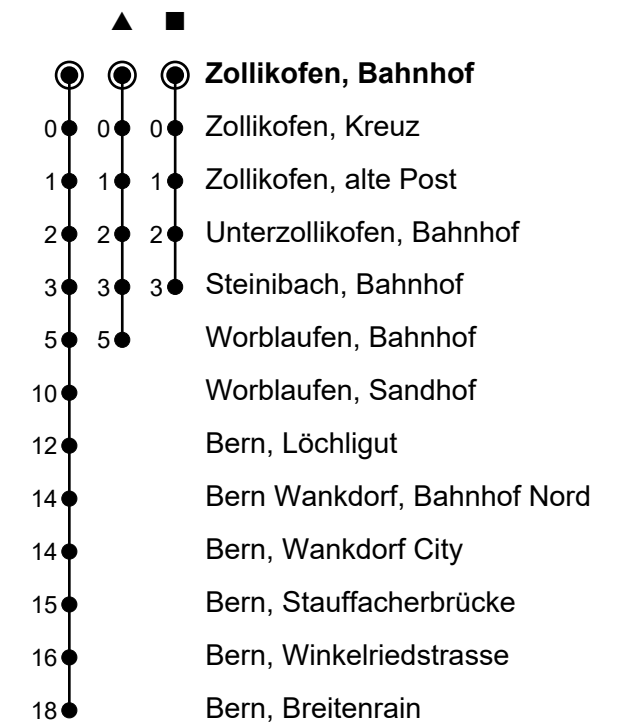 ▲ ■
Zollikofen, Bahnhof
0 0 0 Zollikofen, Kreuz
1 1 1 Zollikofen, alte Post
2 2 2 Unterzollikofen, Bahnhof
3 3 3 Steinibach, Bahnhof
5 5 Worblaufen, Bahnhof
10 Worblaufen, Sandhof
12 Bern, Löchligut
14 Bern Wankdorf, Bahnhof Nord
14 Bern, Wankdorf City
15 Bern, Stauffacherbrücke
16 Bern, Winkelriedstrasse
18 Bern, Breitenrain